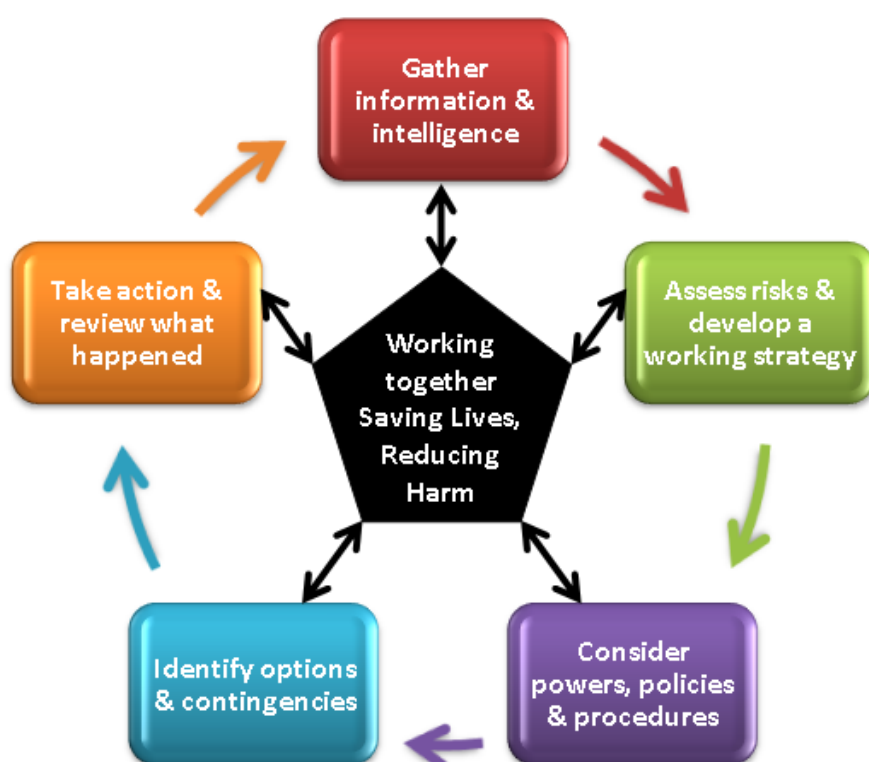 Gather
information &
intelligence
Assess risks &
develop a
working strategy
Consider
powers, policies
& procedures
Identify options
& contingencies
Take action &
review what
happened
Working
together
Saving Lives,
Reducing
Harm